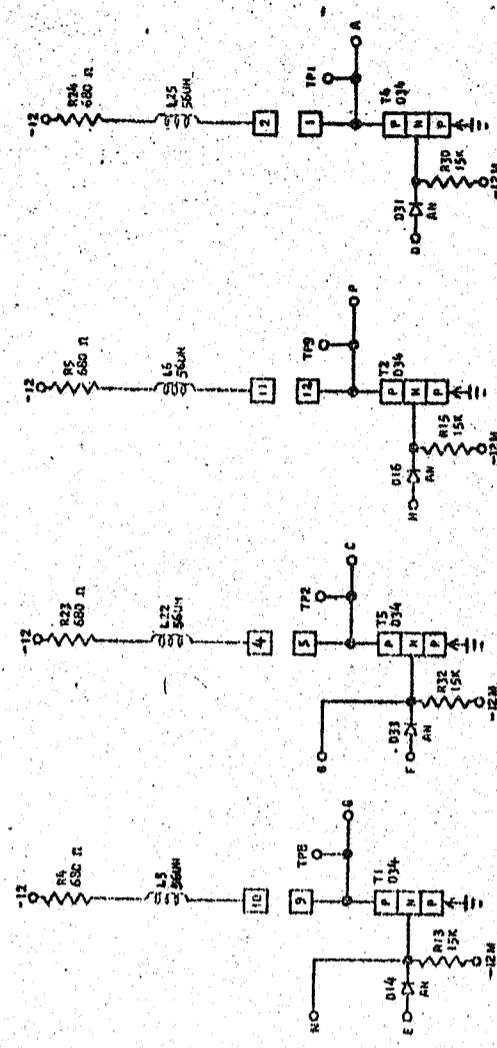 -12
R24
680 Ω
L25
56UH
2
1
TP1
A
T4
034
P
N
P
D31
AN
D
R30
15K
-12M
-12
R5
680 Ω
L6
56UH
11
12
TP9
P
T2
034
P
N
P
D16
AN
R15
15K
-12M
-12
R23
680 Ω
L22
56UH
4
5
TP2
C
T5
034
P
N
P
D33
AN
F
R32
15K
-12M
-12
R4
680 Ω
L3
56UH
10
9
TP8
G
T1
034
P
N
P
N
D14
AN
E
R13
15K
-12M